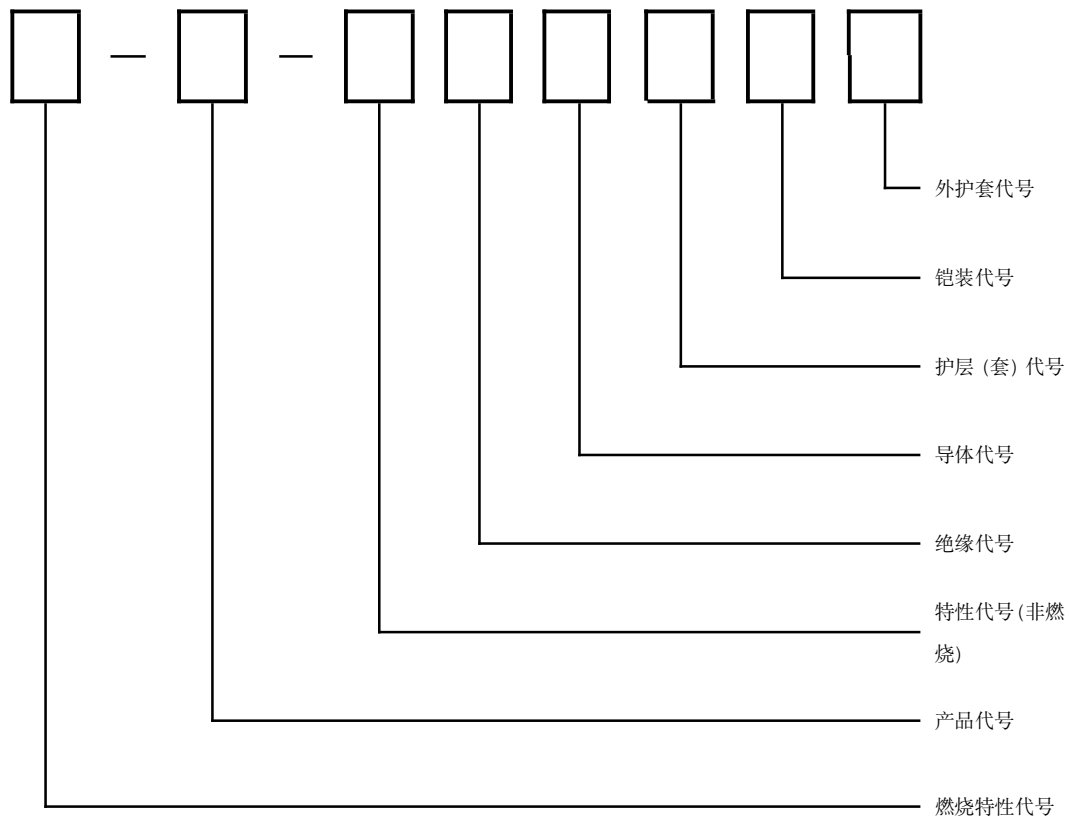 外护套代号
铠装代号
护层 (套) 代号
导体代号
绝缘代号
特性代号(非燃
烧)
产品代号
燃烧特性代号